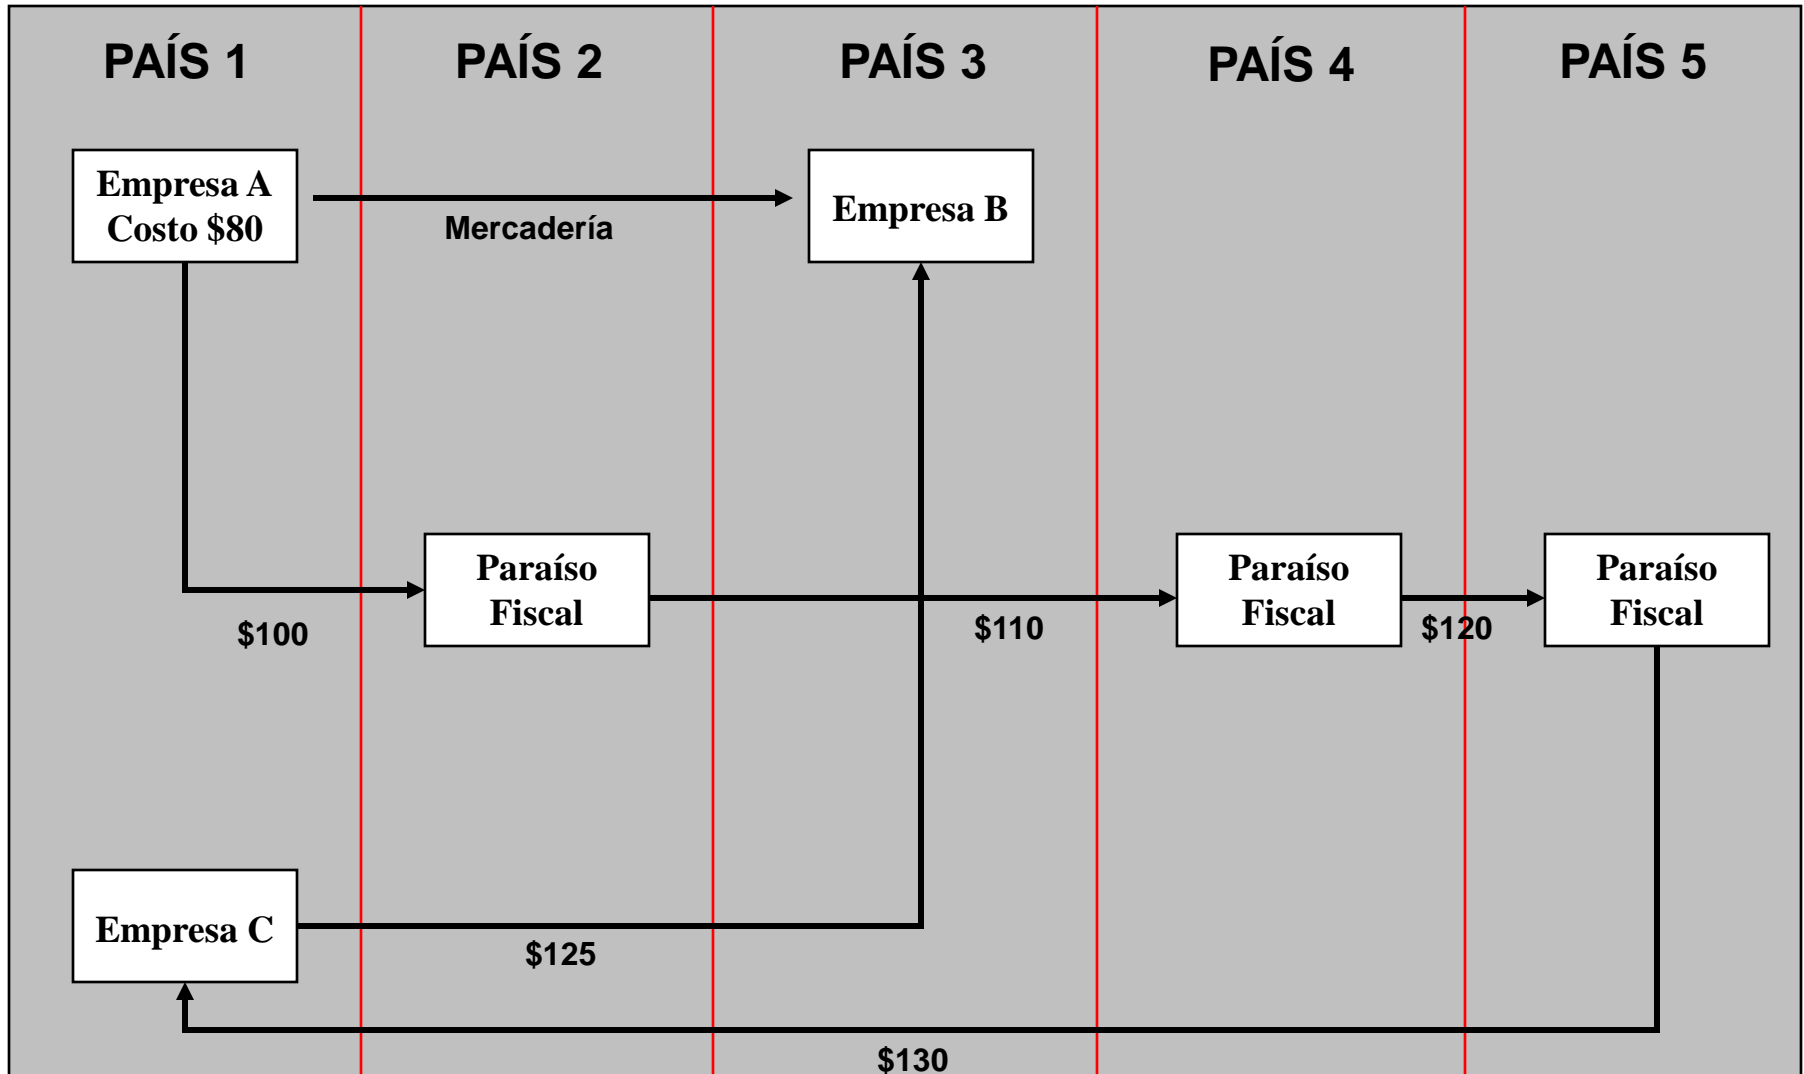 PAÍS 1
PAÍS 2
PAÍS 3
PAÍS 4
PAÍS 5
Empresa A
Costo $80
Mercadería
Empresa B
Paraíso
Fiscal
Paraíso
Fiscal
Paraíso
Fiscal
$100
$110
$120
Empresa C
$125
$130